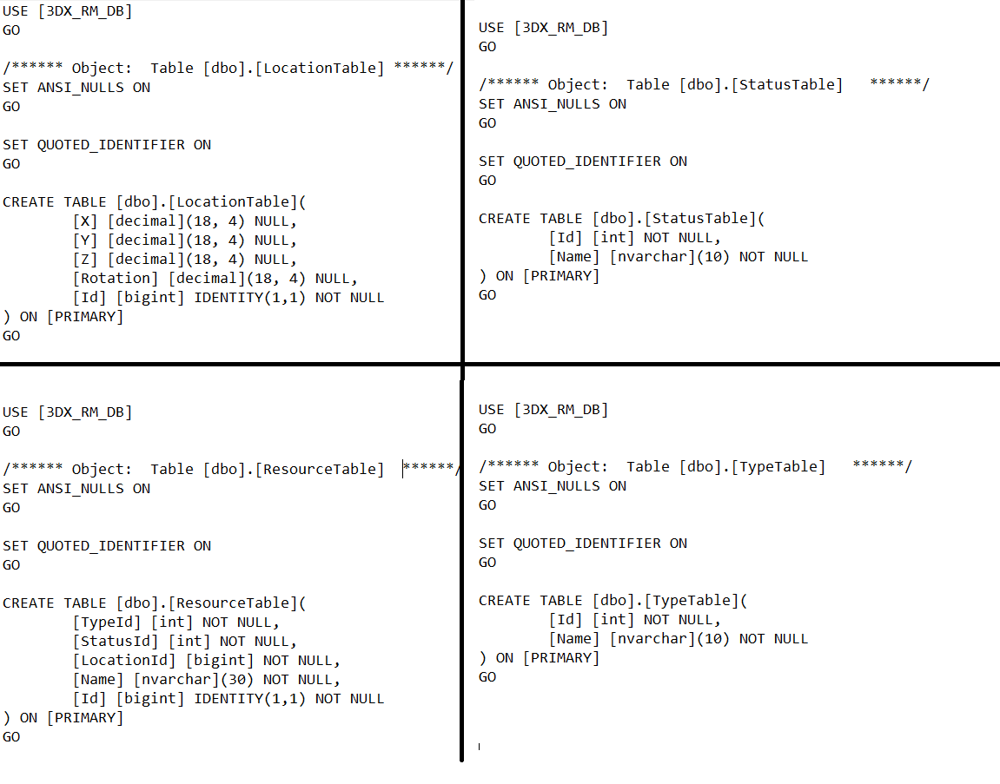 USE [3DX_RM_DB]
GO

/****** Object:  Table [dbo].[LocationTable] ******/
SET ANSI_NULLS ON
GO

SET QUOTED_IDENTIFIER ON
GO

CREATE TABLE [dbo].[LocationTable](
        [X] [decimal](18, 4) NULL,
        [Y] [decimal](18, 4) NULL,
        [Z] [decimal](18, 4) NULL,
        [Rotation] [decimal](18, 4) NULL,
        [Id] [bigint] IDENTITY(1,1) NOT NULL
) ON [PRIMARY]
GO

USE [3DX_RM_DB]
GO

/****** Object:  Table [dbo].[StatusTable]   ******/
SET ANSI_NULLS ON
GO

SET QUOTED_IDENTIFIER ON
GO

CREATE TABLE [dbo].[StatusTable](
        [Id] [int] NOT NULL,
        [Name] [nvarchar](10) NOT NULL
) ON [PRIMARY]
GO

USE [3DX_RM_DB]
GO

/****** Object:  Table [dbo].[ResourceTable]  ******/
SET ANSI_NULLS ON
GO

SET QUOTED_IDENTIFIER ON
GO

CREATE TABLE [dbo].[ResourceTable](
        [TypeId] [int] NOT NULL,
        [StatusId] [int] NOT NULL,
        [LocationId] [bigint] NOT NULL,
        [Name] [nvarchar](30) NOT NULL,
        [Id] [bigint] IDENTITY(1,1) NOT NULL
) ON [PRIMARY]
GO

USE [3DX_RM_DB]
GO

/****** Object:  Table [dbo].[TypeTable]   ******/
SET ANSI_NULLS ON
GO

SET QUOTED_IDENTIFIER ON
GO

CREATE TABLE [dbo].[TypeTable](
        [Id] [int] NOT NULL,
        [Name] [nvarchar](10) NOT NULL
) ON [PRIMARY]
GO